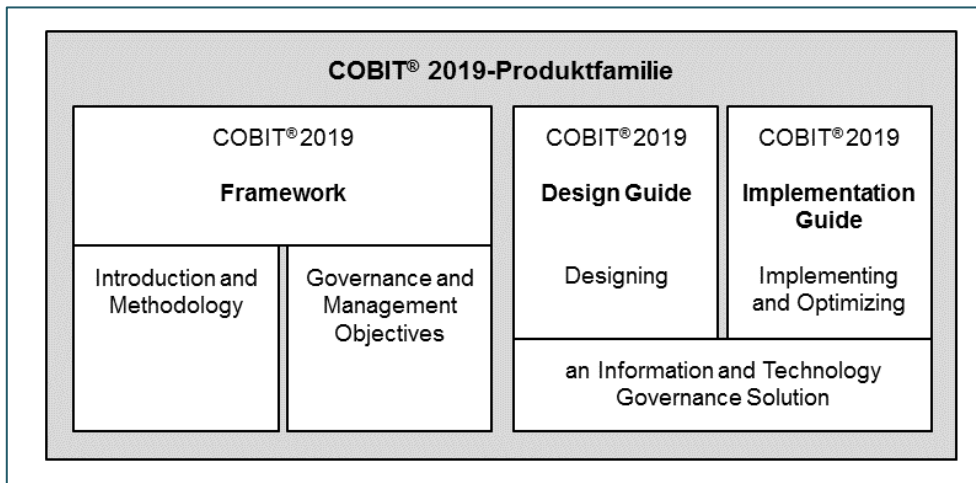 COBIT® 2019-Produktfamilie
COBIT®2019
Framework
Introduction and
Methodology
Governance and
Management
Objectives
COBIT®2019
Design Guide
Designing
COBIT®2019
Implementation
Guide
Implementing
and Optimizing
an Information and Technology
Governance Solution